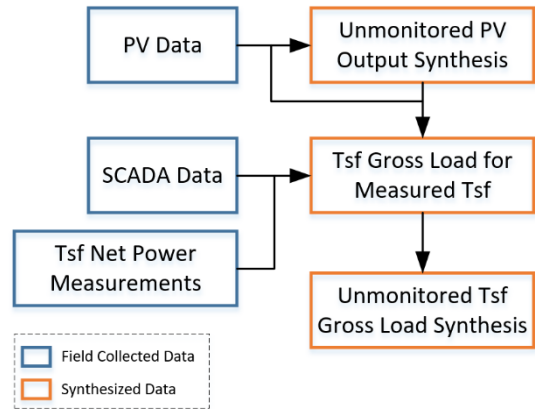 PV Data
Unmonitored PV
Output Synthesis
SCADA Data
Tsf Gross Load for
Measured Tsf
Tsf Net Power
Measurements
Unmonitored Tsf
Gross Load Synthesis
Field Collected Data
Synthesized Data